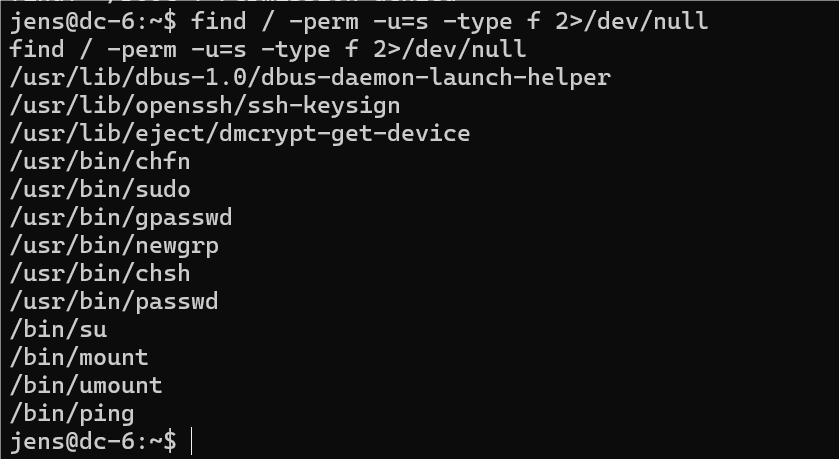 jens@dc-6:~$ find / -perm -u=s -type f 2>/dev/null
find / -perm -u=s -type f 2>/dev/null
/usr/lib/dbus-1.0/dbus-daemon-launch-helper
/usr/lib/openssh/ssh-keysign
/usr/lib/eject/dmcrypt-get-device
/usr/bin/chfn
/usr/bin/sudo
/usr/bin/gpasswd
/usr/bin/newgrp
/usr/bin/chsh
/usr/bin/passwd
/bin/su
/bin/mount
/bin/umount
/bin/ping
jens@dc-6:~$